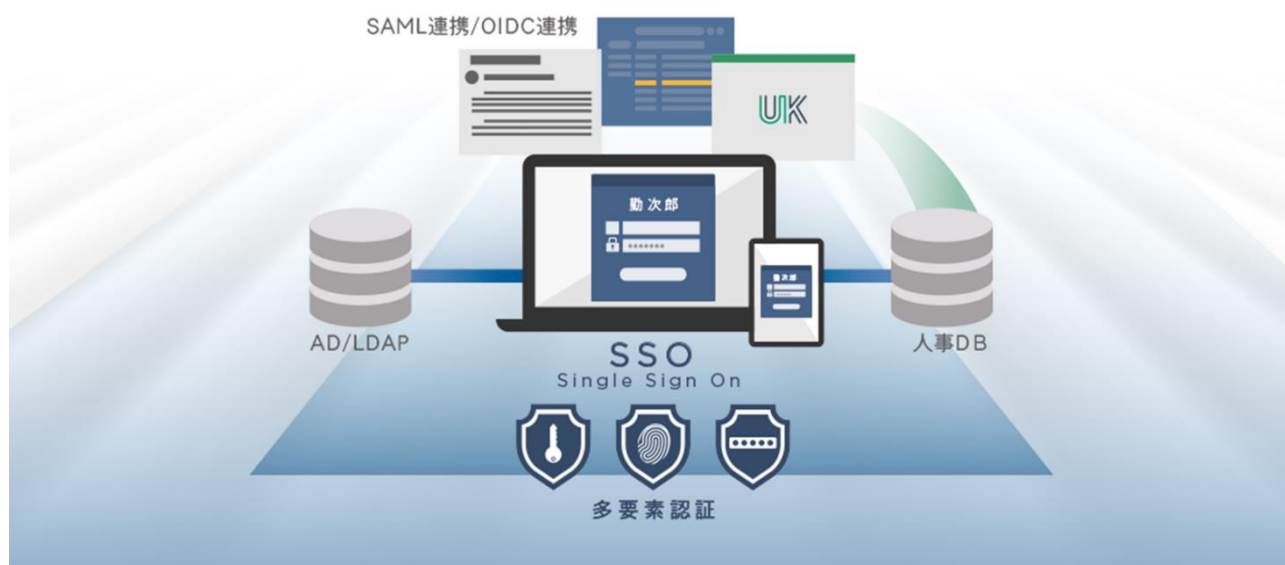 SAML連携/OIDC連携
UK
勤次郎
勤次郎
AD/LDAP
人事DB
SSO
Single Sign On
多要素認証